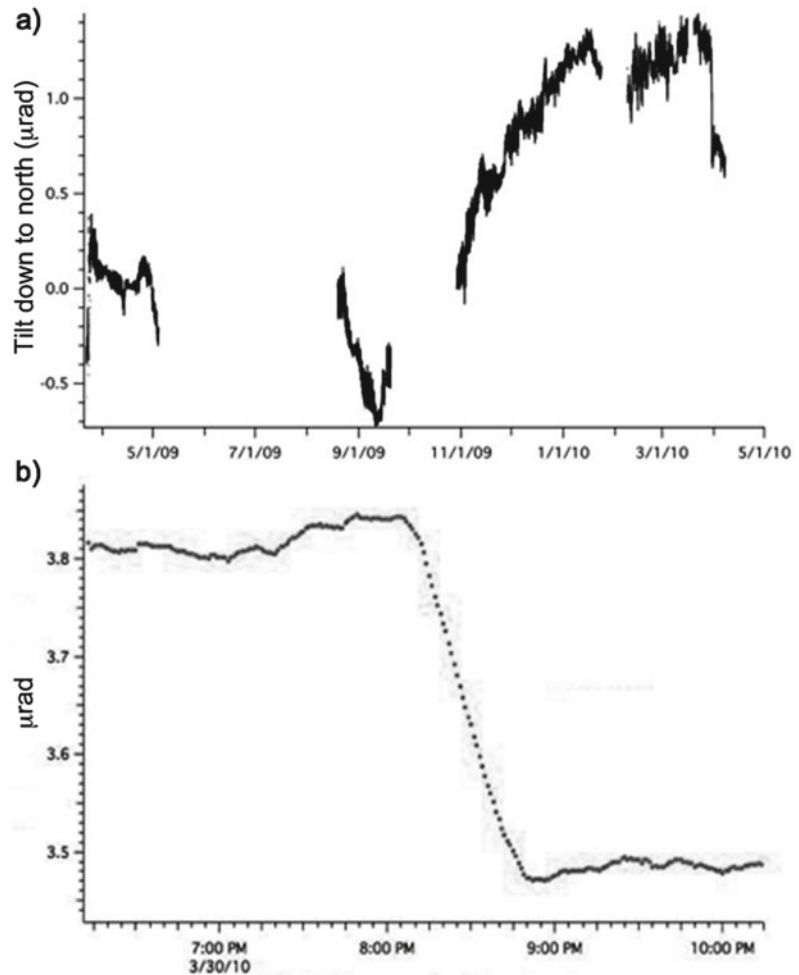 a)
Tilt down to north (µrad)
1.0
0.5
0.0
-0.5
5/1/09 7/1/09 9/1/09 11/1/09 1/1/10 3/1/10 5/1/10
b)
µrad
3.8
3.7
3.6
3.5
7:00 PM 8:00 PM 9:00 PM 10:00 PM
3/30/10